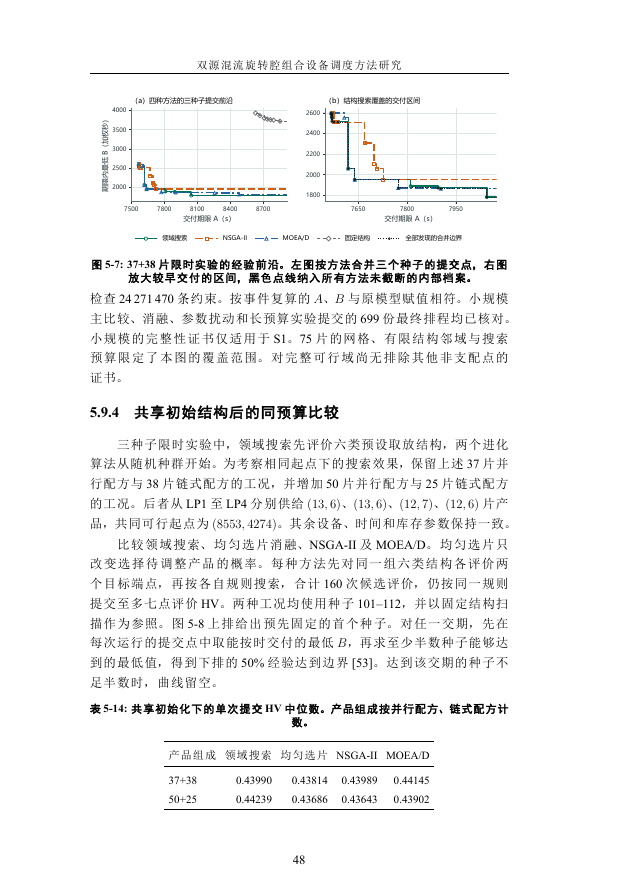 双源混流旋转腔组合设备调度方法研究
(a) 四种方法的三种子提交前沿
(b) 结构搜索覆盖的交付区间
期限内最低 B（加权秒）
4000
3500
3000
2500
2000
7500 7800 8100 8400 8700
交付期限 A（s）
2600
2400
2200
2000
1800
7650 7800 7950
交付期限 A（s）
领域搜索 NSGA-II MOEA/D 固定结构 全部发现的合并边界
图 5-7: 37+38 片限时实验的经验前沿。左图按方法合并三个种子的提交点，右图
放大较早交付的区间，黑色点线纳入所有方法未截断的内部档案。
检查 24 271 470 条约束。按事件复算的 A、B 与原模型赋值相符。小规模
主比较、消融、参数扰动和长预算实验提交的 699 份最终排程均已核对。
小规模的完整性证书仅适用于 S1。75 片的网格、有限结构邻域与搜索
预算限定了本图的覆盖范围。对完整可行域尚无排除其他非支配点的
证书。
5.9.4 共享初始结构后的同预算比较
三种子限时实验中，领域搜索先评价六类预设取放结构，两个进化
算法从随机种群开始。为考察相同起点下的搜索效果，保留上述 37 片并
行配方与 38 片链式配方的工况，并增加 50 片并行配方与 25 片链式配方
的工况。后者从 LP1 至 LP4 分别供给 (13, 6)、(13, 6)、(12, 7)、(12, 6) 片产
品，共同可行起点为 (8553, 4274)。其余设备、时间和库存参数保持一致。
比较领域搜索、均匀选片消融、NSGA-II 及 MOEA/D。均匀选片只
改变选择待调整产品的概率。每种方法先对同一组六类结构各评价两
个目标端点，再按各自规则搜索，合计 160 次候选评价，仍按同一规则
提交至多七点评价 HV。两种工况均使用种子 101–112，并以固定结构扫
描作为参照。图 5-8 上排给出预先固定的首个种子。对任一交期，先在
每次运行的提交点中取能按时交付的最低 B，再求至少半数种子能够达
到的最低值，得到下排的 50% 经验达到边界 [53]。达到该交期的种子不
足半数时，曲线留空。
表 5-14: 共享初始化下的单次提交 HV 中位数。产品组成按并行配方、链式配方计
数。
产品组成 领域搜索 均匀选片 NSGA-II MOEA/D
37+38 0.43990 0.43814 0.43989 0.44145
50+25 0.44239 0.43686 0.43643 0.43902
48